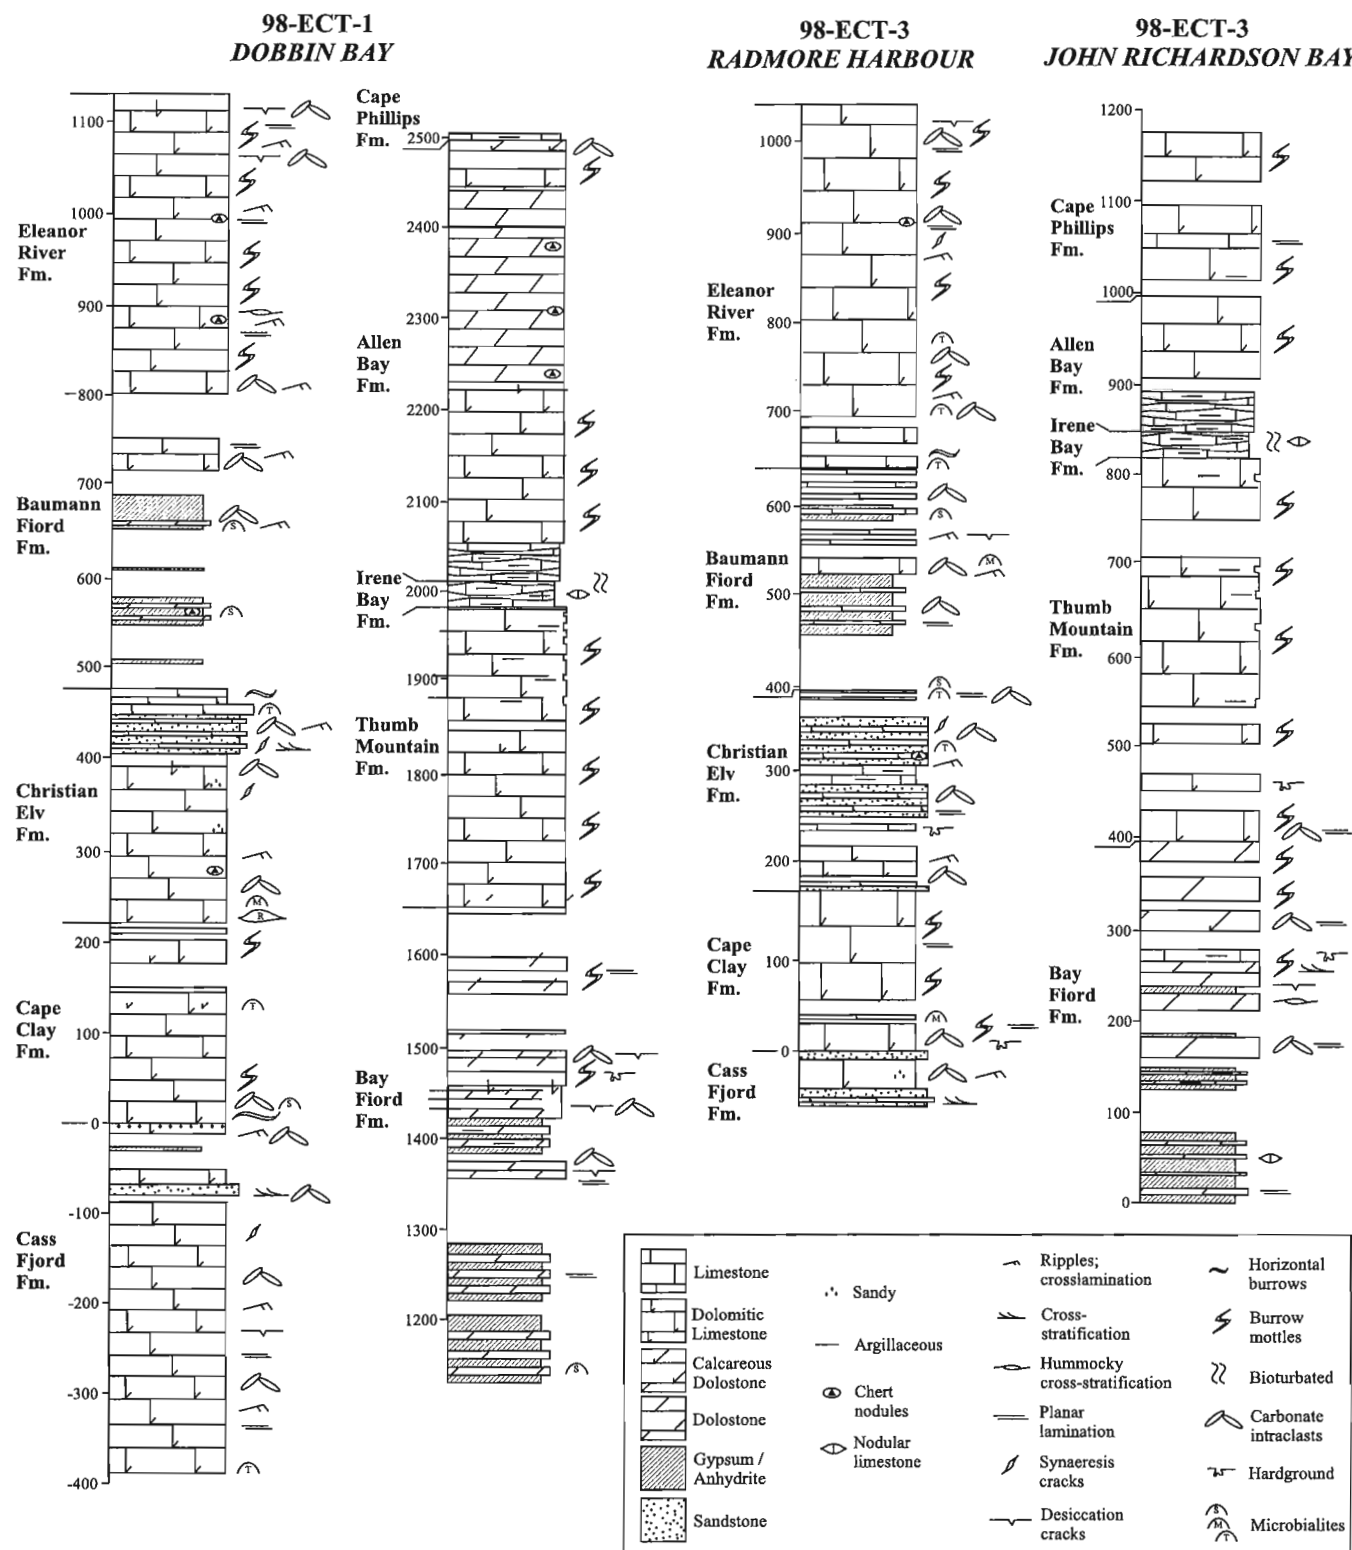 98-ECT-1
DOBBIN BAY
98-ECT-3
RADMORE HARBOUR
98-ECT-3
JOHN RICHARDSON BAY
1100
1000
900
800
700
600
500
400
300
200
100
0
-100
-200
-300
-400
Eleanor
River
Fm.
Baumann
Fiord
Fm.
Christian
Elv
Fm.
Cape
Clay
Fm.
Cass
Fjord
Fm.
S
S
T
M
R
T
S
T
Cape
Phillips
Fm.
Allen
Bay
Fm.
Irene
Bay
Fm.
Thumb
Mountain
Fm.
Bay
Fiord
Fm.
2500
2400
2300
2200
2100
2000
1900
1800
1700
1600
1500
1400
1300
1200
S
1000
900
800
700
600
500
400
300
200
100
0
Eleanor
River
Fm.
Baumann
Fiord
Fm.
Christian
Elv
Fm.
Cape
Clay
Fm.
Cass
Fjord
Fm.
T
T
T
S
M
S
T
T
M
1200
1100
1000
900
800
700
600
500
400
300
200
100
0
Cape
Phillips
Fm.
Allen
Bay
Fm.
Irene
Bay
Fm.
Thumb
Mountain
Fm.
Bay
Fiord
Fm.
Limestone
Dolomitic
Limestone
Calcareous
Dolostone
Dolostone
Gypsum /
Anhydrite
Sandstone
Sandy
Argillaceous
Chert
nodules
Nodular
limestone
Ripples;
crosslamination
Cross-
stratification
Hummocky
cross-stratification
Planar
lamination
Synaeresis
cracks
Desiccation
cracks
Horizontal
burrows
Burrow
mottles
Bioturbated
Carbonate
intraclasts
Hardground
S
M
T
Microbialites